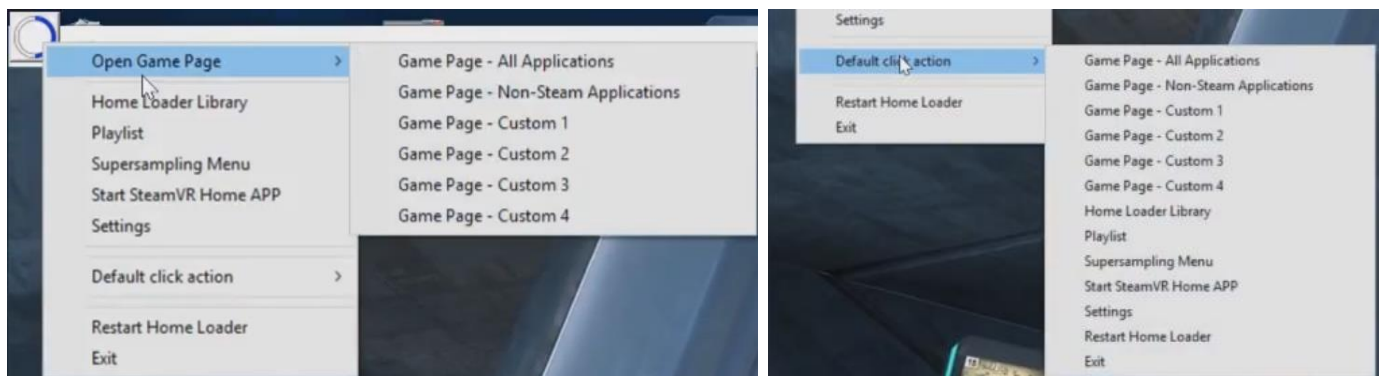 Open Game Page
Home Loader Library
Playlist
Supersampling Menu
Start SteamVR Home APP
Settings
Default click action
Restart Home Loader
Exit
Game Page - All Applications
Game Page - Non-Steam Applications
Game Page - Custom 1
Game Page - Custom 2
Game Page - Custom 3
Game Page - Custom 4
Settings
Default click action
Restart Home Loader
Exit
Game Page - All Applications
Game Page - Non-Steam Applications
Game Page - Custom 1
Game Page - Custom 2
Game Page - Custom 3
Game Page - Custom 4
Home Loader Library
Playlist
Supersampling Menu
Start SteamVR Home APP
Settings
Restart Home Loader
Exit